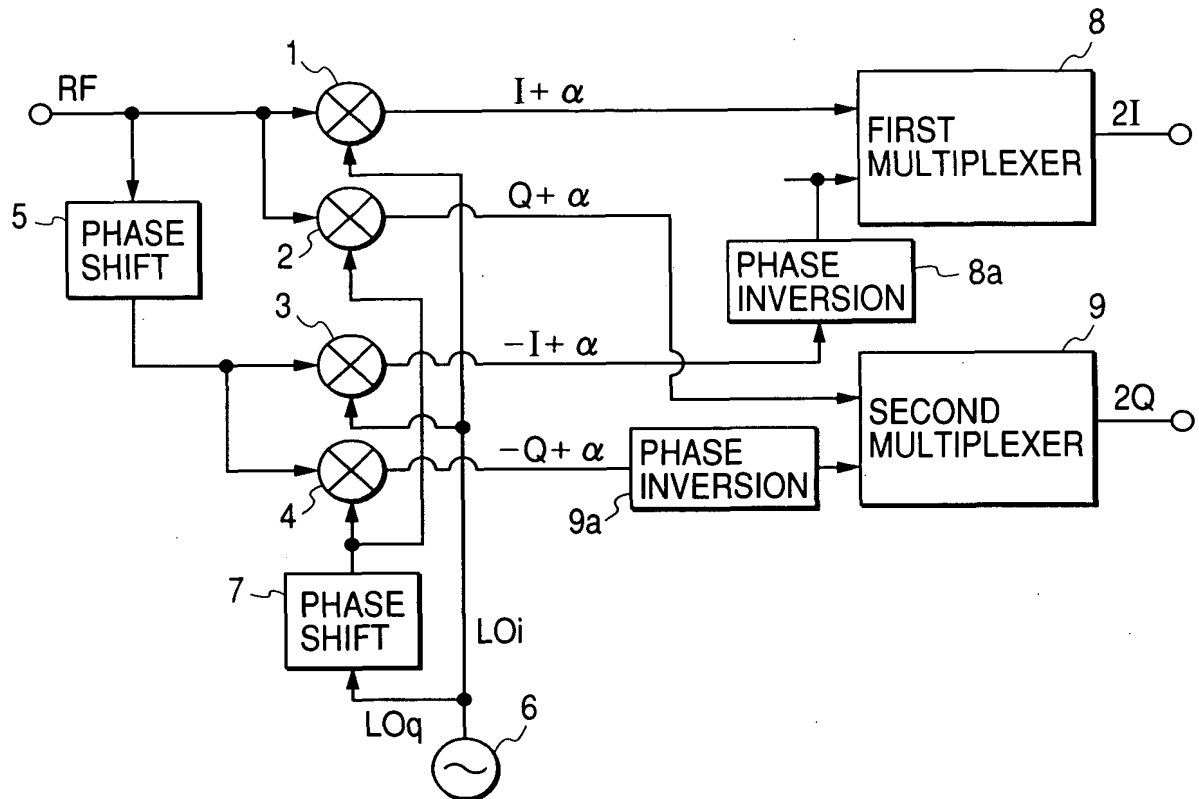 RF
1
I+ α
8
FIRST
MULTIPLEXER
2I
5
PHASE
SHIFT
2
Q+ α
PHASE
INVERSION
8a
3
-I+ α
9
SECOND
MULTIPLEXER
2Q
4
-Q+ α
PHASE
INVERSION
9a
7
PHASE
SHIFT
LOi
LOq
6